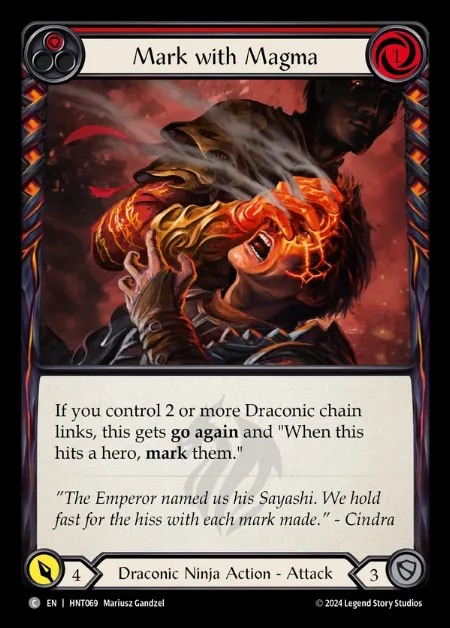 Mark with Magma
1
If you control 2 or more Draconic chain
links, this gets go again and "When this
hits a hero, mark them."
"The Emperor named us his Sayashi. We hold
fast for the hiss with each mark made." - Cindra
4
Draconic Ninja Action - Attack
3
C EN | HNT069 Mariusz Gandzel
© 2024 Legend Story Studios